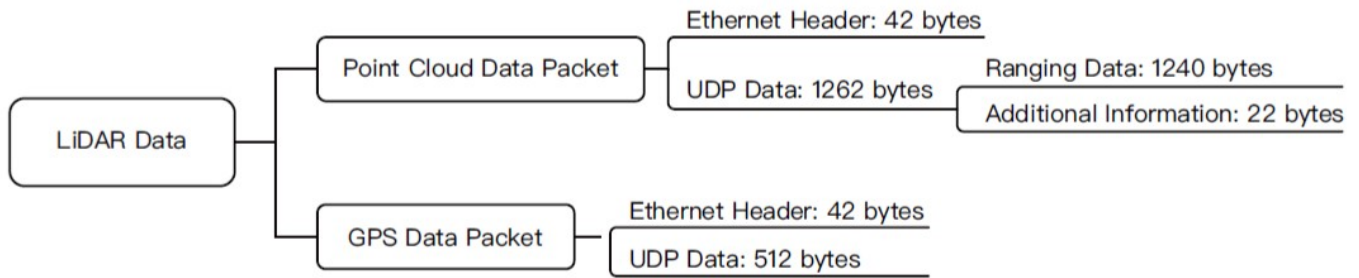 LiDAR Data
Point Cloud Data Packet
Ethernet Header: 42 bytes
UDP Data: 1262 bytes
Ranging Data: 1240 bytes
Additional Information: 22 bytes
GPS Data Packet
Ethernet Header: 42 bytes
UDP Data: 512 bytes